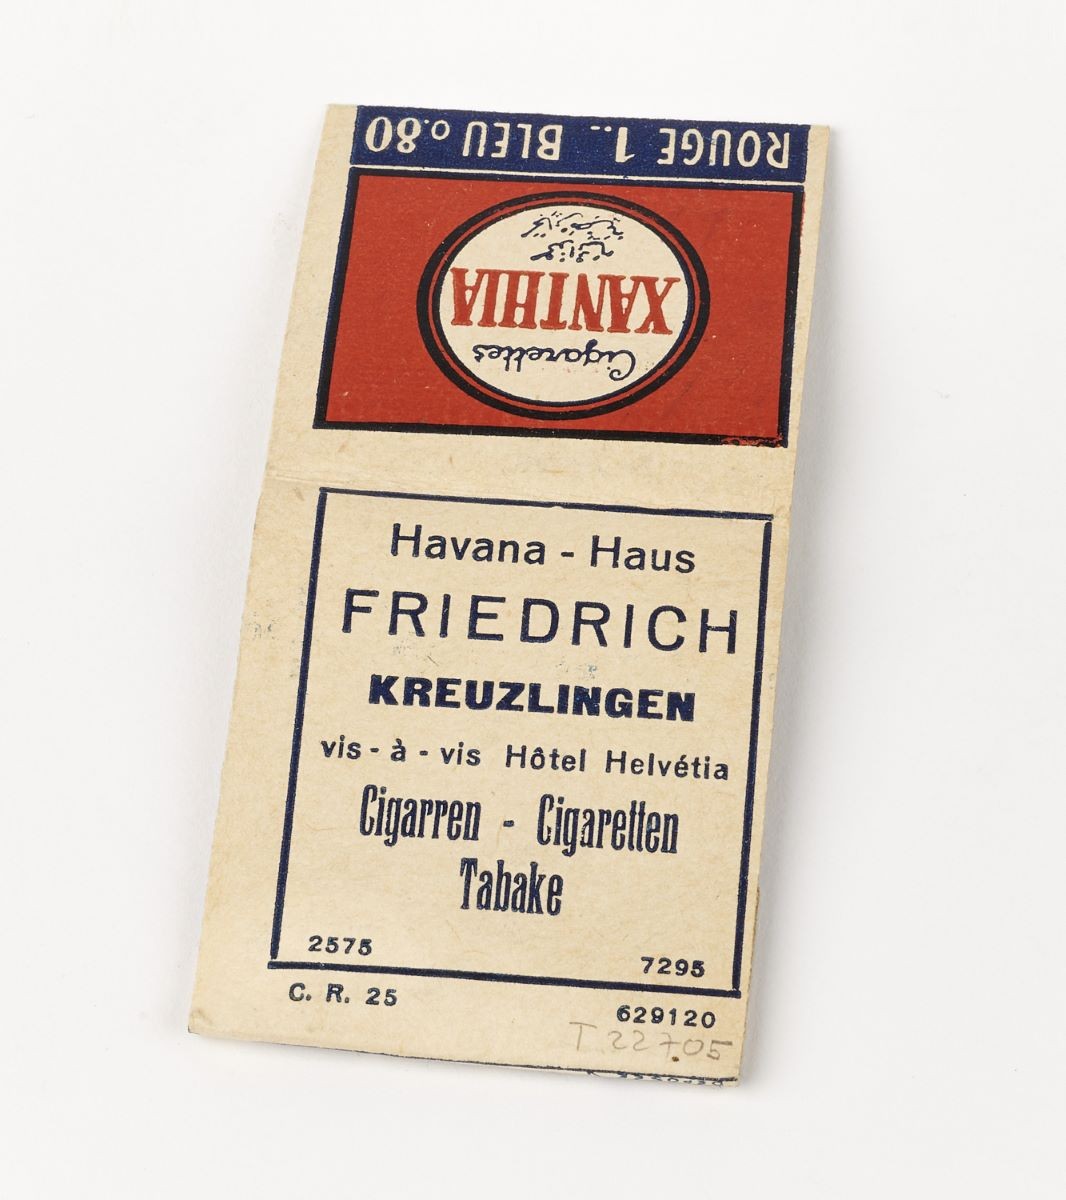 ROUGE 1.- BLEU 0.80
Cigarettes
XANTHIA
Havana - Haus
FRIEDRICH
KREUZLINGEN
vis - à - vis Hôtel Helvétia
Cigarren - Cigaretten
Tabake
2575 7295
C. R. 25 629120
T 22705